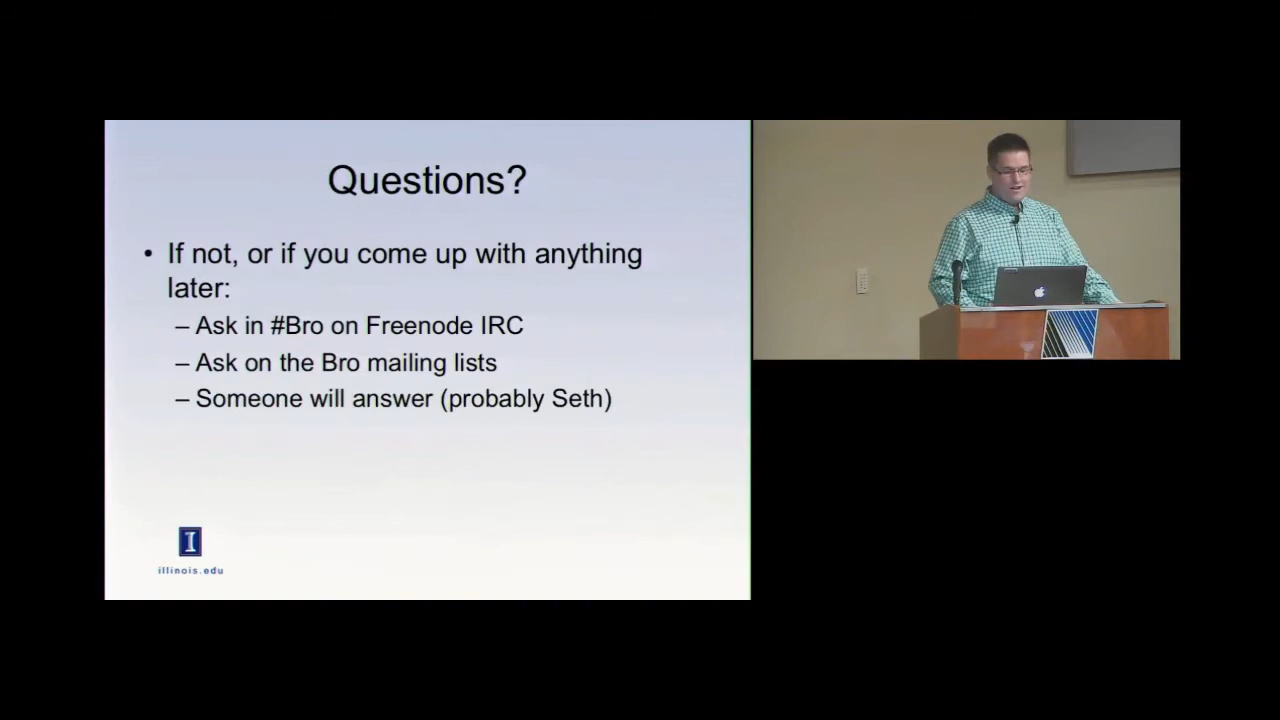 Questions?
• If not, or if you come up with anything
later:
– Ask in #Bro on Freenode IRC
– Ask on the Bro mailing lists
– Someone will answer (probably Seth)
I
illinois.edu